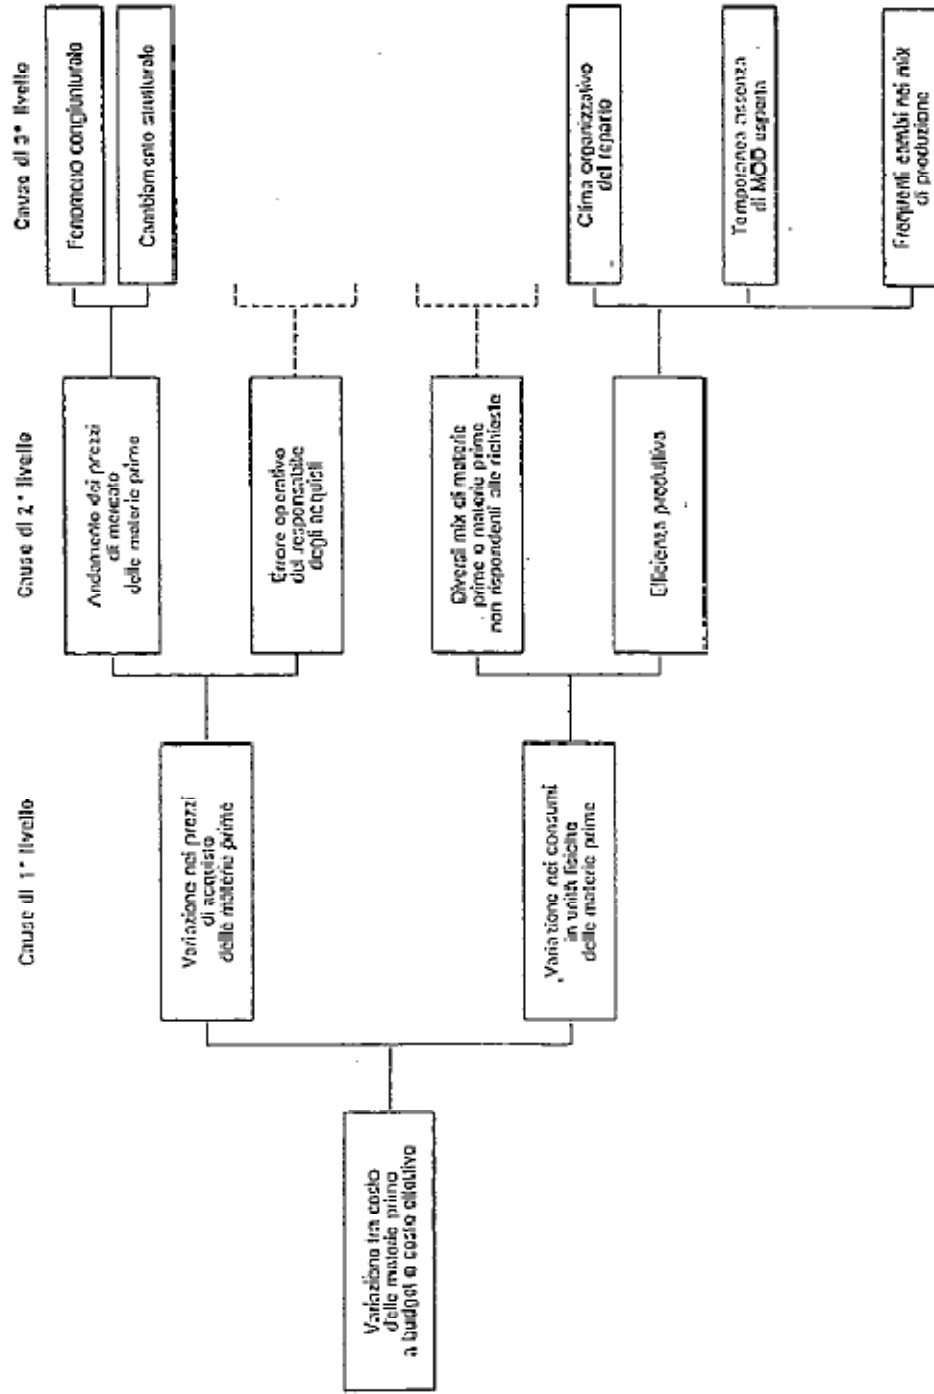 Cause di 1° livello
Cause di 2° livello
Cause di 3° livello
Variazione tra costo
delle materie prime
a budget e costo effettivo
Variazione nei prezzi
di acquisto
delle materie prime
Variazione nei consumi
in unità fisiche
delle materie prime
Andamento dei prezzi
di mercato
delle materie prime
Errore operativo
del responsabile
degli acquisti
Diversi mix di materie
prime o materie prime
non rispondenti alle richieste
Efficienza produttiva
Fenomeno congiunturale
Cambiamento strutturale
Clima organizzativo
del reparto
Temporanea assenza
di MOD esperta
Frequenti cambi nei mix
di produzione